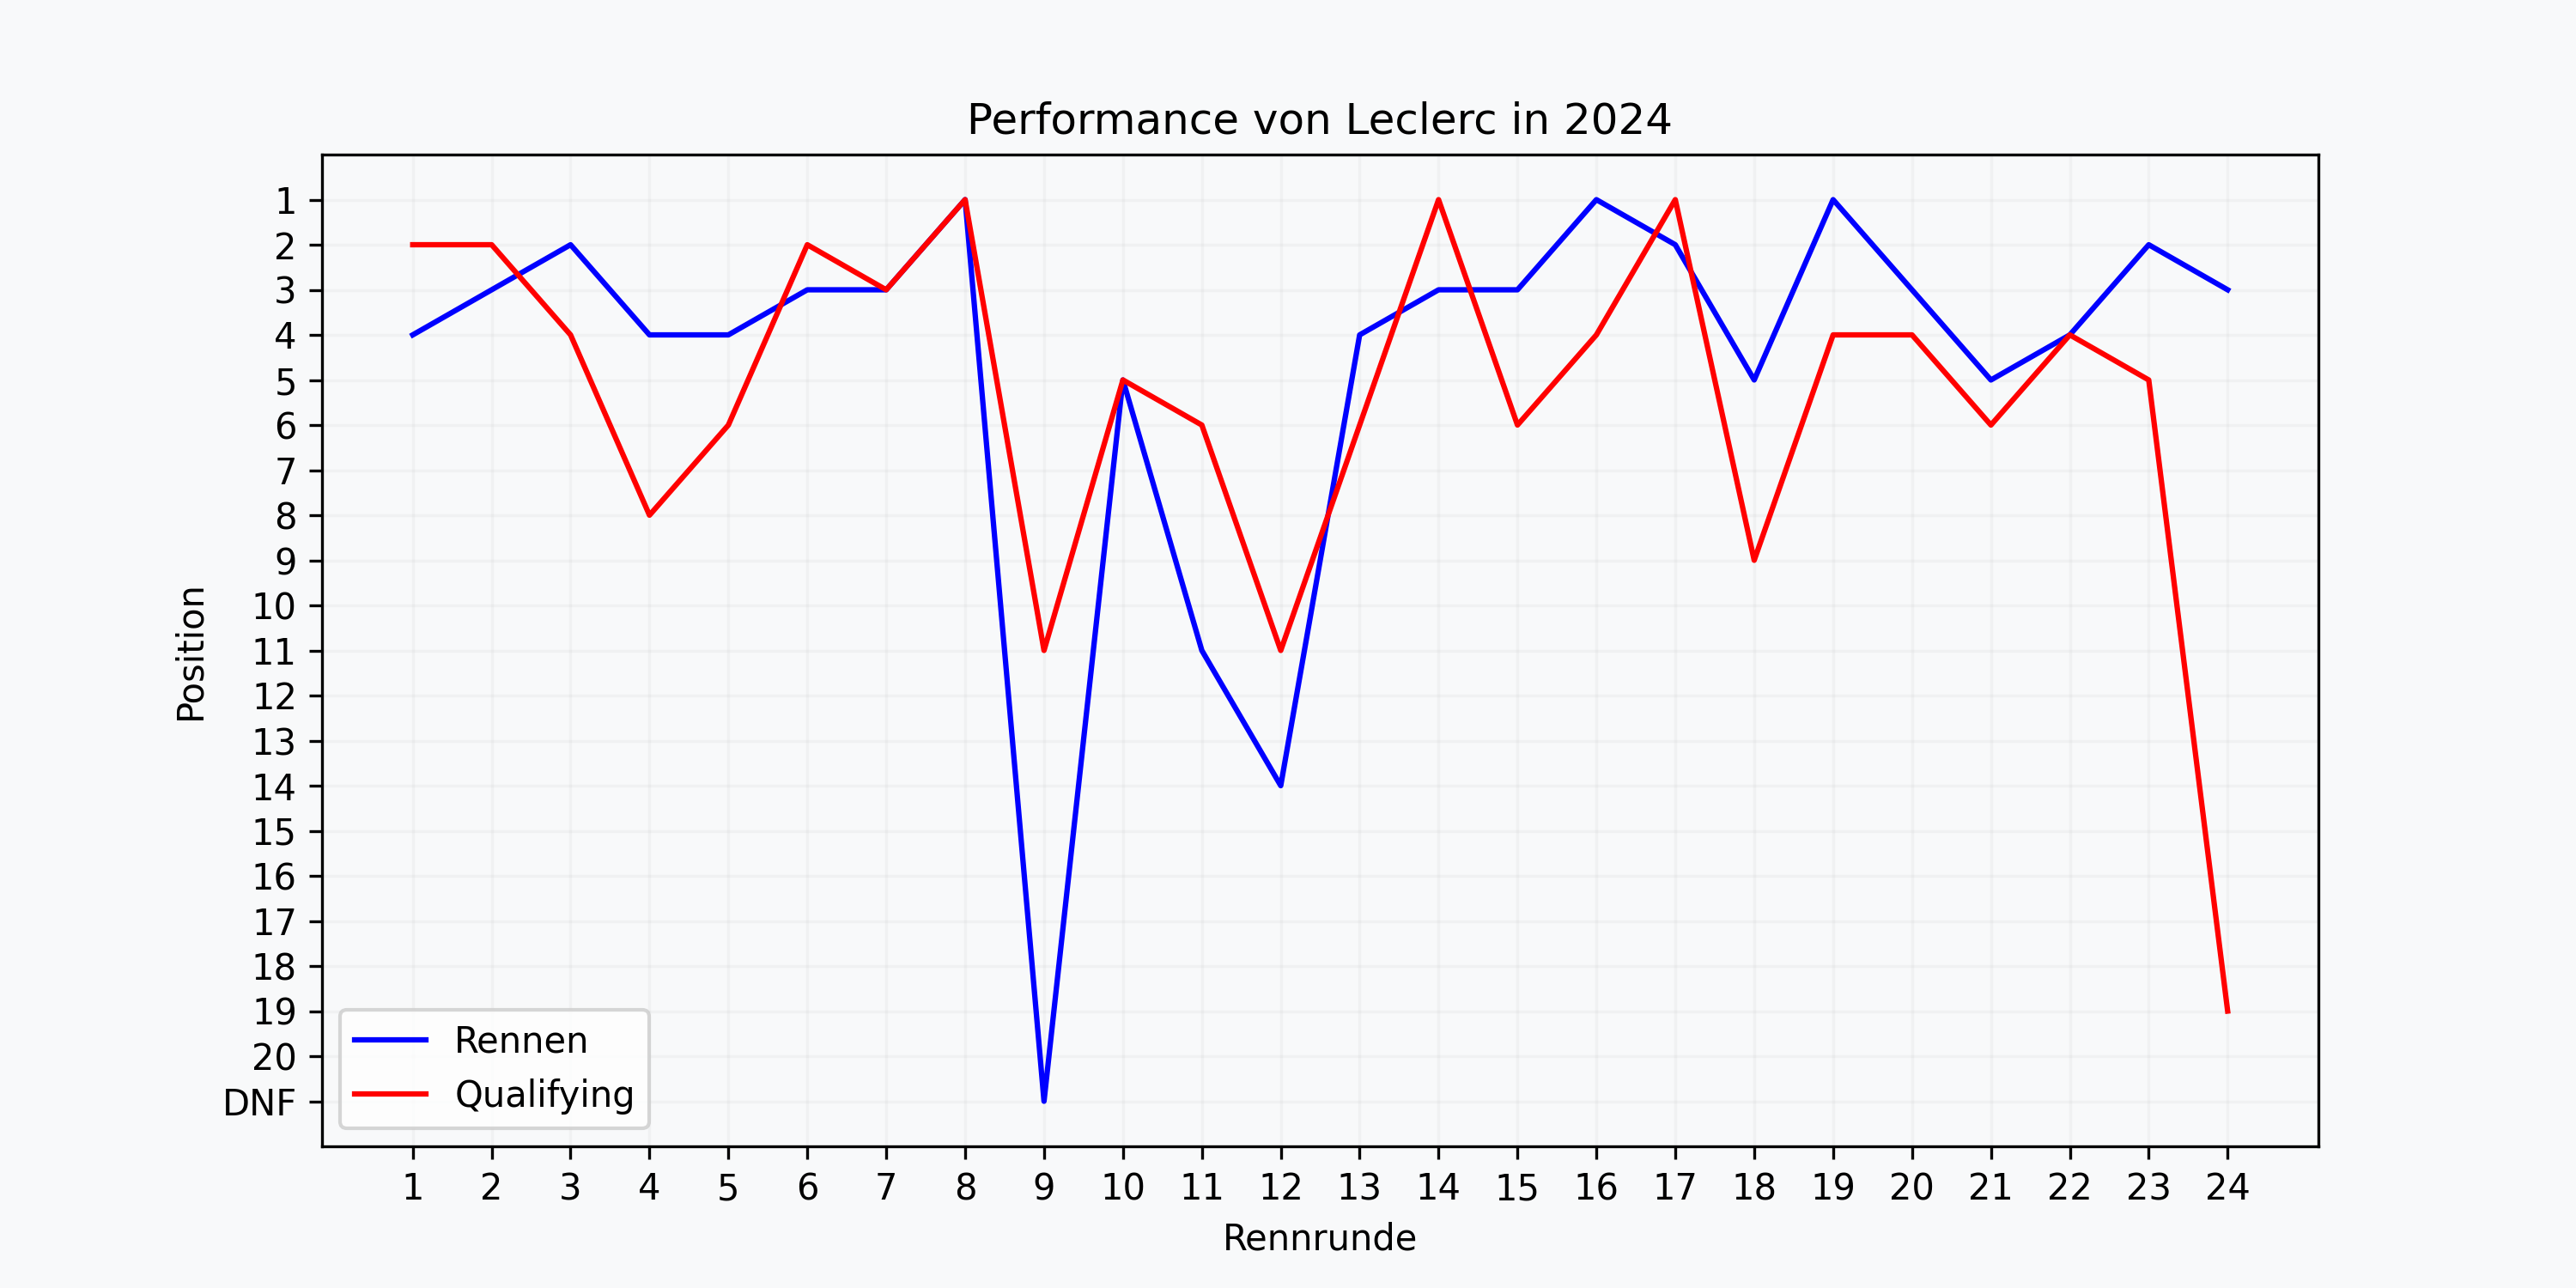 Performance von Leclerc in 2024
Position
1
2
3
4
5
6
7
8
9
10
11
12
13
14
15
16
17
18
19
20
DNF
Rennen
Qualifying
1 2 3 4 5 6 7 8 9 10 11 12 13 14 15 16 17 18 19 20 21 22 23 24
Rennrunde